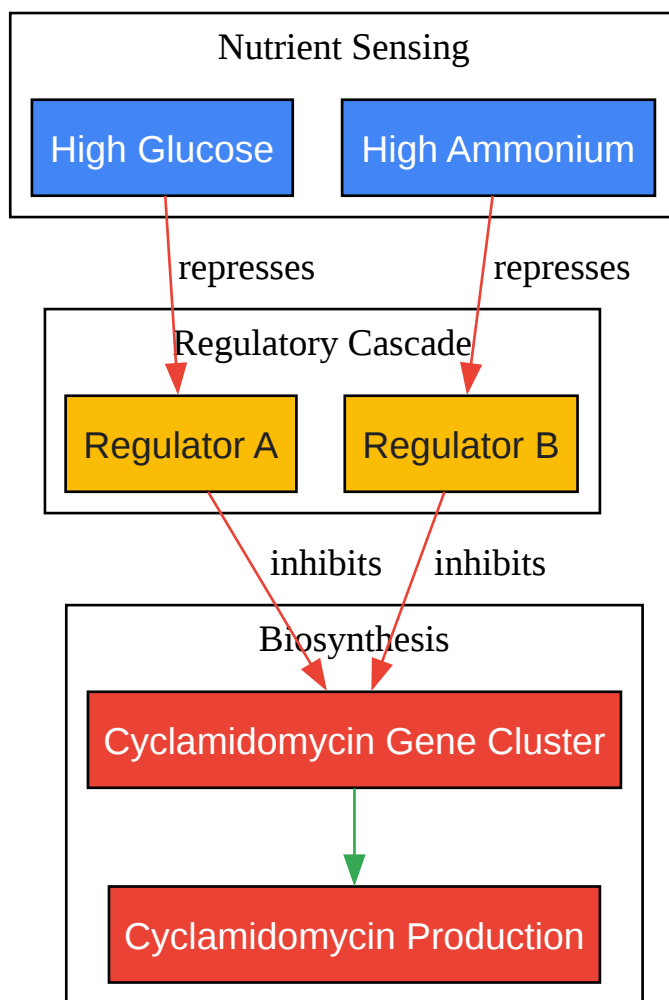 Nutrient Sensing
High Glucose
High Ammonium
represses
represses
Regulatory Cascade
Regulator A
Regulator B
inhibits
inhibits
Biosynthesis
Cyclamidomycin Gene Cluster
Cyclamidomycin Production